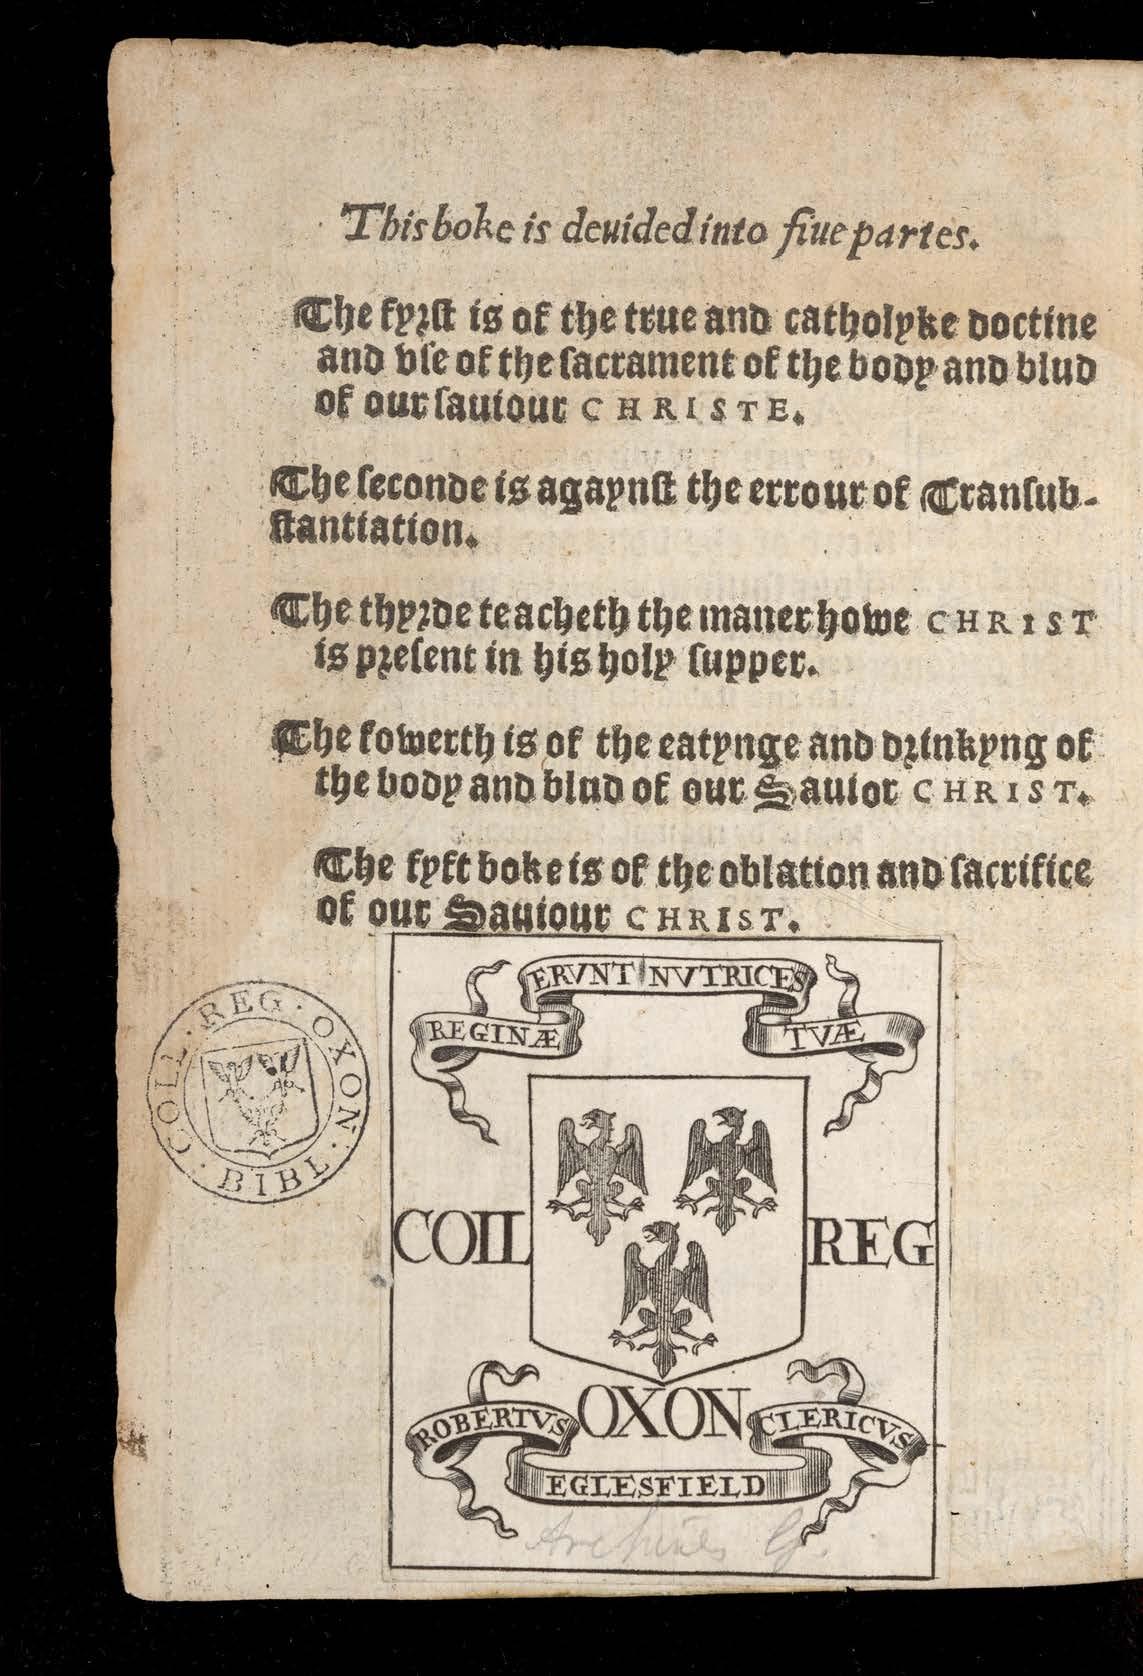 This boke is deuided into fiue partes.
The fyrst is of the true and catholyke doctine
and vse of the sacrament of the body and blud
of our sauiour CHRISTE.
The seconde is agaynst the errour of Transub-
stantiation.
The thyrde teacheth the maner howe CHRIST
is present in his holy supper.
The fowerth is of the eatynge and drinkyng of
the body and blud of our Sauior CHRIST.
The fyft boke is of the oblation and sacrifice
of our Sauiour CHRIST.
COLL · REG · OXON · BIBL ·
ERVNT NVTRICES
REGINÆ TVÆ
COLL REG
OXON
ROBERTVS CLERICVS
EGLESFIELD